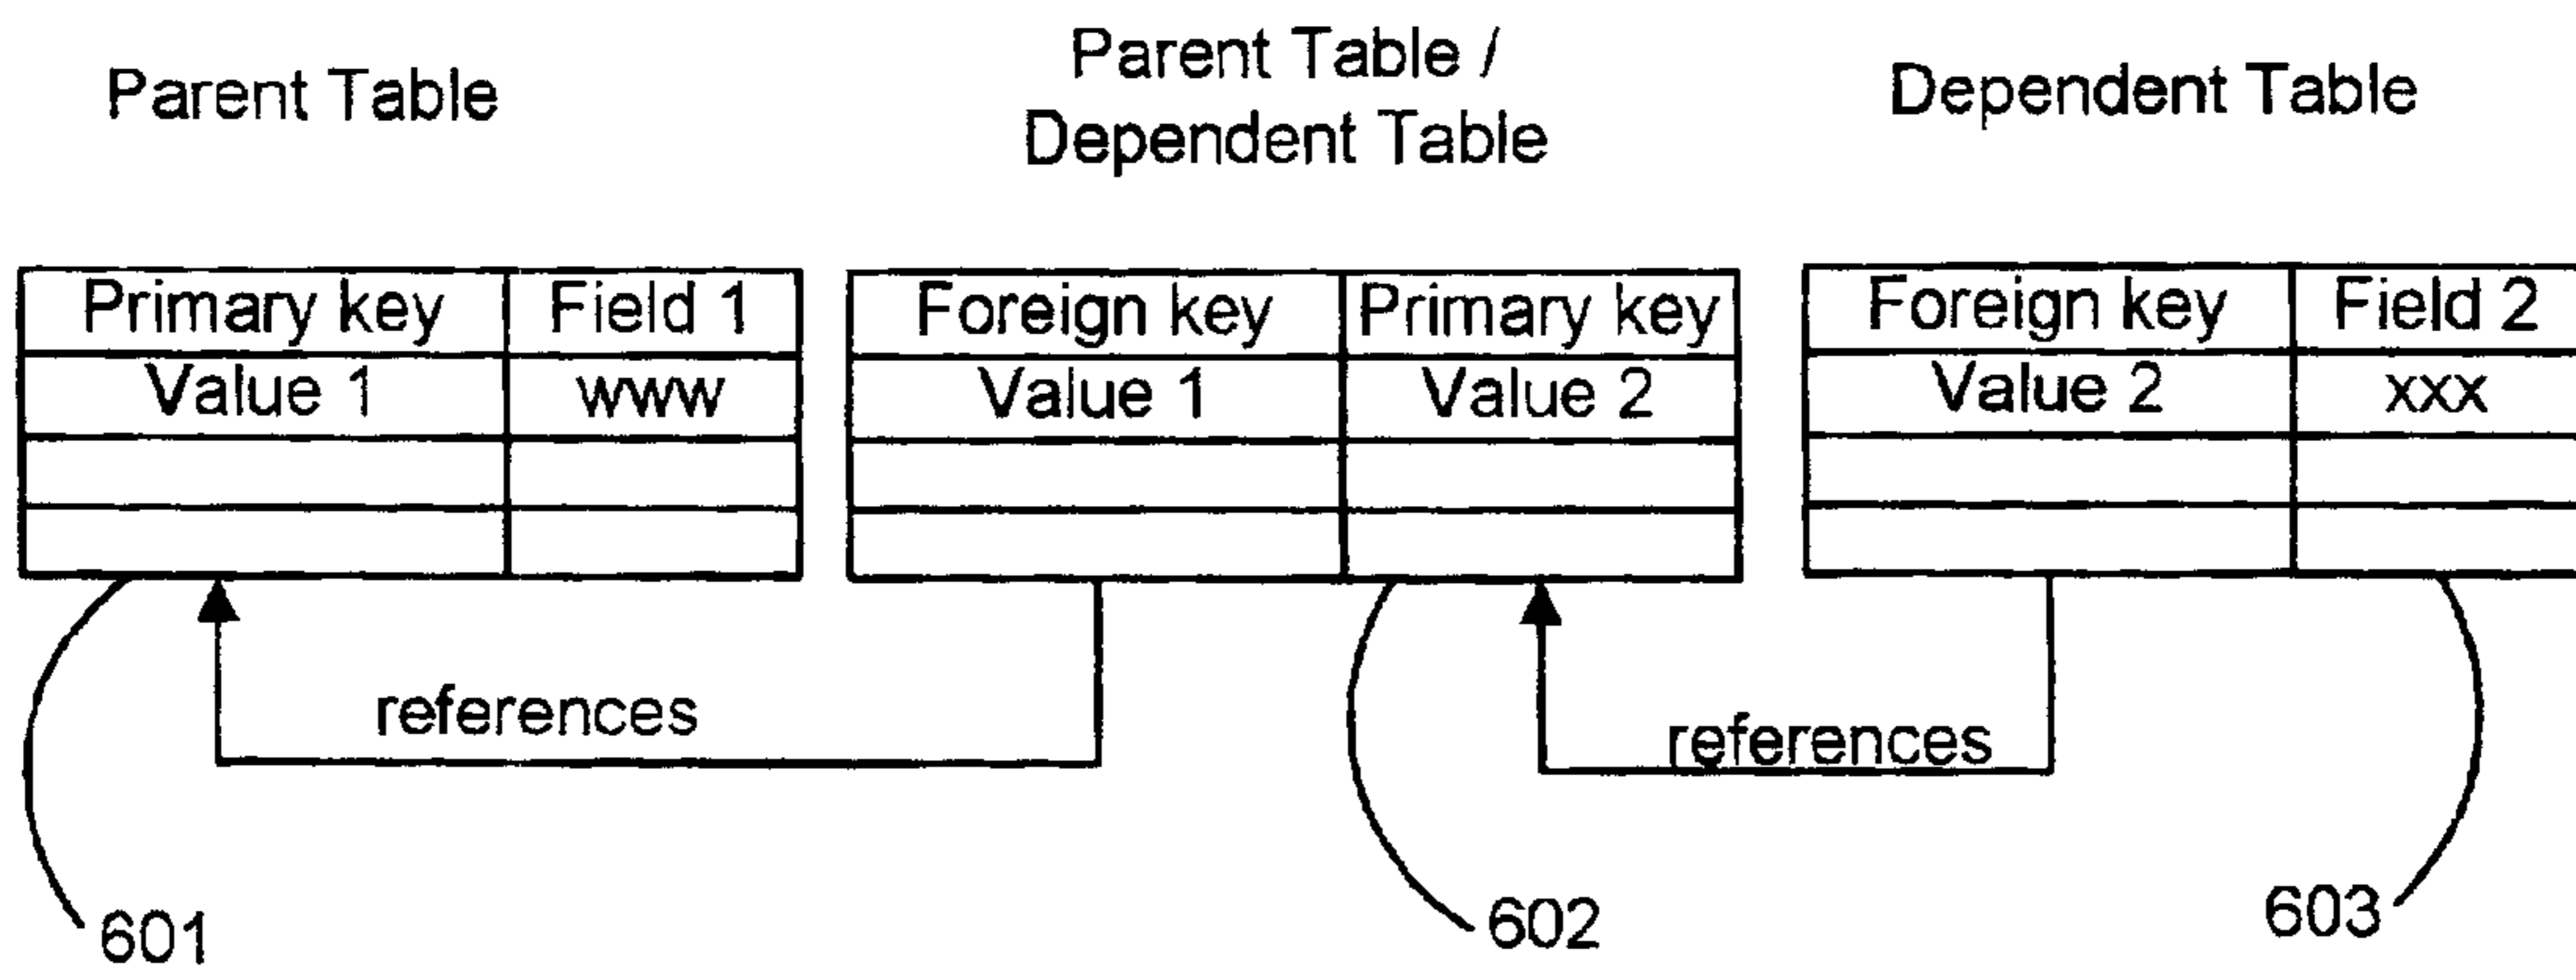 Parent Table
Parent Table /
Dependent Table
Dependent Table
Primary key Field 1
Value 1 www
Foreign key Primary key
Value 1 Value 2
Foreign key Field 2
Value 2 xxx
references
references
601
602
603